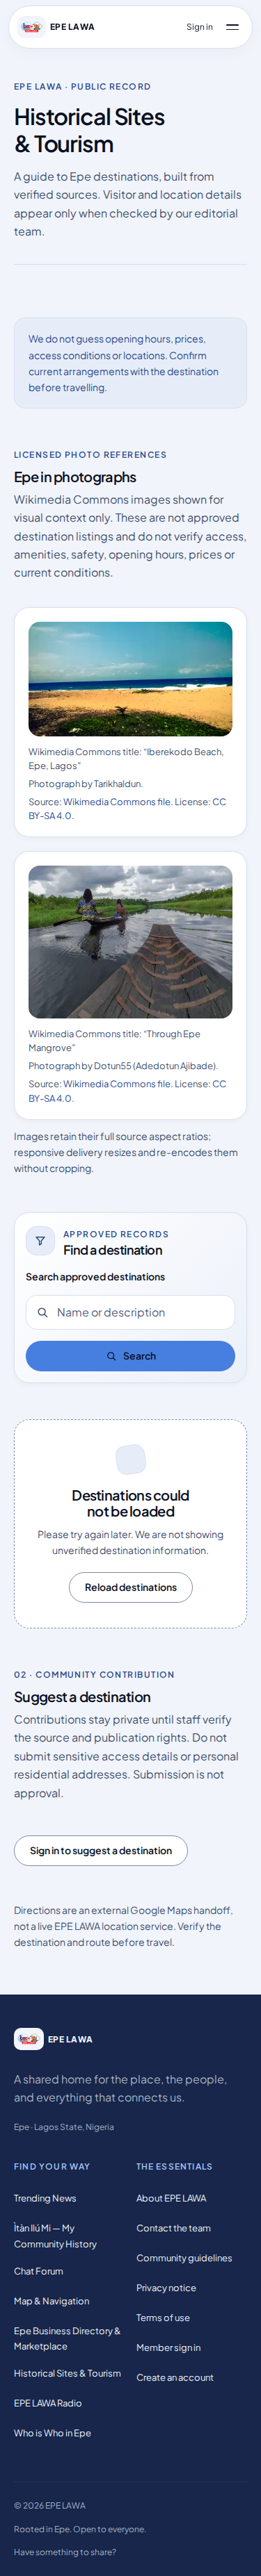 EPE LAWA
Sign in
EPE LAWA · PUBLIC RECORD
Historical Sites
& Tourism
A guide to Epe destinations, built from
verified sources. Visitor and location details
appear only when checked by our editorial
team.
We do not guess opening hours, prices,
access conditions or locations. Confirm
current arrangements with the destination
before travelling.
LICENSED PHOTO REFERENCES
Epe in photographs
Wikimedia Commons images shown for
visual context only. These are not approved
destination listings and do not verify access,
amenities, safety, opening hours, prices or
current conditions.
Wikimedia Commons title: “Iberekodo Beach,
Epe, Lagos”
Photograph by Tarikhaldun.
Source: Wikimedia Commons file. License: CC
BY-SA 4.0.
Wikimedia Commons title: “Through Epe
Mangrove”
Photograph by Dotun55 (Adedotun Ajibade).
Source: Wikimedia Commons file. License: CC
BY-SA 4.0.
Images retain their full source aspect ratios;
responsive delivery resizes and re-encodes them
without cropping.
APPROVED RECORDS
Find a destination
Search approved destinations
Name or description
Search
Destinations could
not be loaded
Please try again later. We are not showing
unverified destination information.
Reload destinations
02 · COMMUNITY CONTRIBUTION
Suggest a destination
Contributions stay private until staff verify
the source and publication rights. Do not
submit sensitive access details or personal
residential addresses. Submission is not
approval.
Sign in to suggest a destination
Directions are an external Google Maps handoff,
not a live EPE LAWA location service. Verify the
destination and route before travel.
EPE LAWA
A shared home for the place, the people,
and everything that connects us.
Epe · Lagos State, Nigeria
FIND YOUR WAY
Trending News
Ìtàn Ilú Mi — My
Community History
Chat Forum
Map & Navigation
Epe Business Directory &
Marketplace
Historical Sites & Tourism
EPE LAWA Radio
Who is Who in Epe
THE ESSENTIALS
About EPE LAWA
Contact the team
Community guidelines
Privacy notice
Terms of use
Member sign in
Create an account
© 2026 EPE LAWA
Rooted in Epe. Open to everyone.
Have something to share?